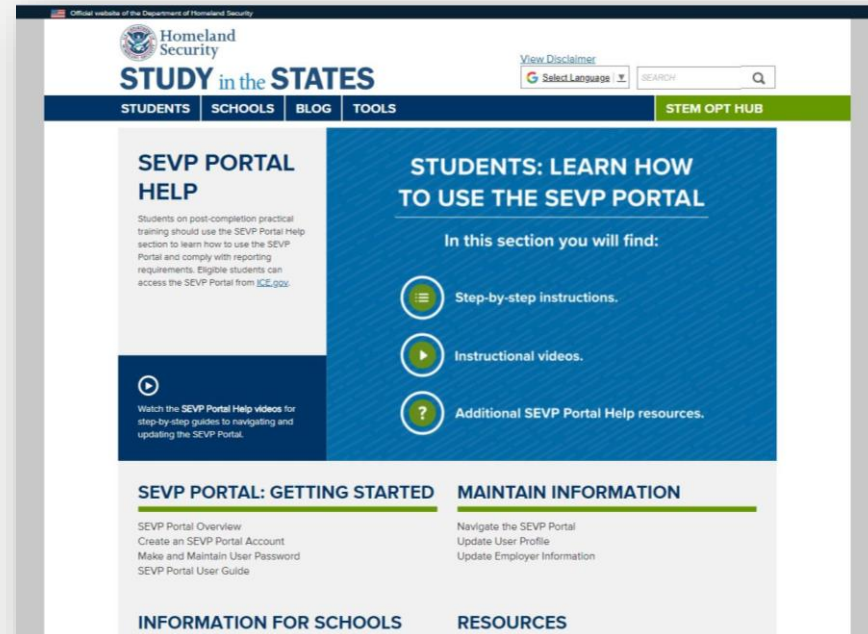 Official website of the Department of Homeland Security
Homeland
Security
STUDY in the STATES
View Disclaimer
G Select Language ▼
SEARCH
STUDENTS
SCHOOLS
BLOG
TOOLS
STEM OPT HUB
SEVP PORTAL
HELP
Students on post-completion practical
training should use the SEVP Portal Help
section to learn how to use the SEVP
Portal and comply with reporting
requirements. Eligible students can
access the SEVP Portal from ICE.gov.
Watch the SEVP Portal Help videos for
step-by-step guides to navigating and
updating the SEVP Portal.
STUDENTS: LEARN HOW
TO USE THE SEVP PORTAL
In this section you will find:
Step-by-step instructions.
Instructional videos.
? Additional SEVP Portal Help resources.
SEVP PORTAL: GETTING STARTED
SEVP Portal Overview
Create an SEVP Portal Account
Make and Maintain User Password
SEVP Portal User Guide
MAINTAIN INFORMATION
Navigate the SEVP Portal
Update User Profile
Update Employer Information
INFORMATION FOR SCHOOLS
RESOURCES